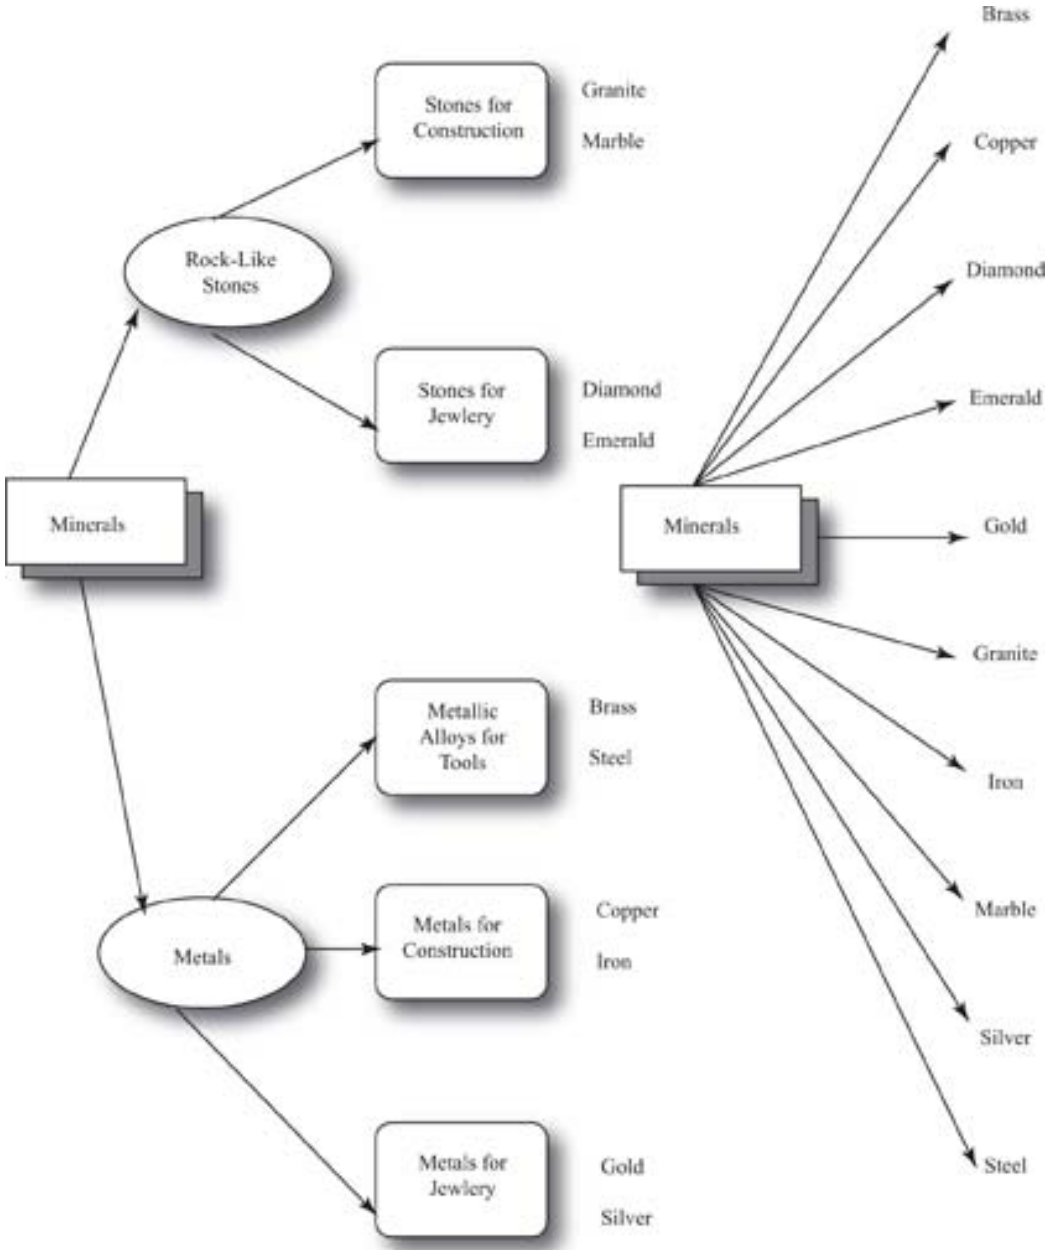 Minerals
Rock-Like
Stones
Stones for
Construction
Granite
Marble
Stones for
Jewlery
Diamond
Emerald
Metals
Metallic
Alloys for
Tools
Brass
Steel
Metals for
Construction
Copper
Iron
Metals for
Jewlery
Gold
Silver
Minerals
Brass
Copper
Diamond
Emerald
Gold
Granite
Iron
Marble
Silver
Steel